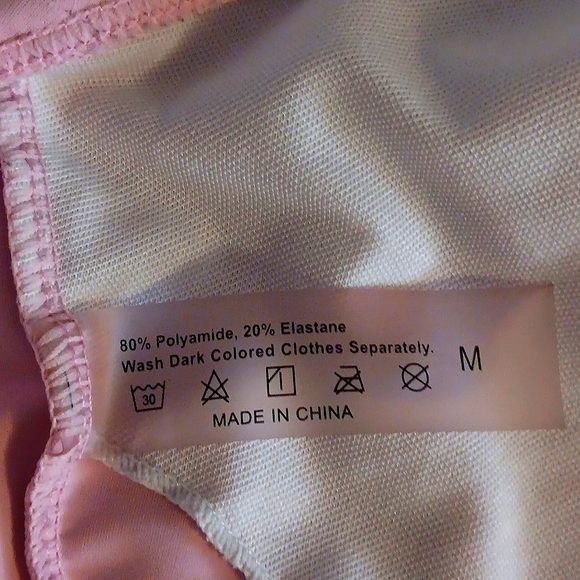 80% Polyamide, 20% Elastane
Wash Dark Colored Clothes Separately.
M
30
MADE IN CHINA